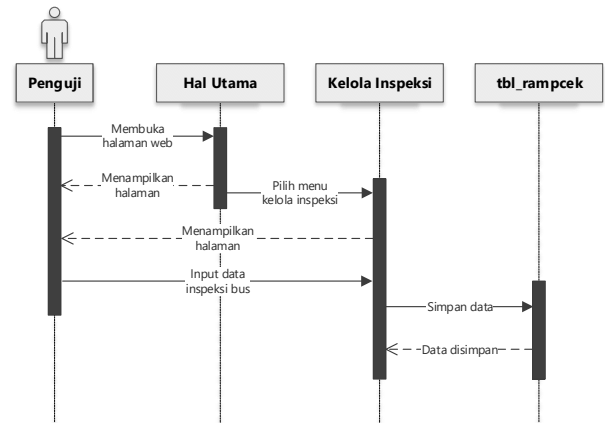 Penguji
Hal Utama
Kelola Inspeksi
tbl_rampcek
Membuka
halaman web
Menampilkan
halaman
Pilih menu
kelola inspeksi
Menampilkan
halaman
Input data
inspeksi bus
Simpan data
Data disimpan